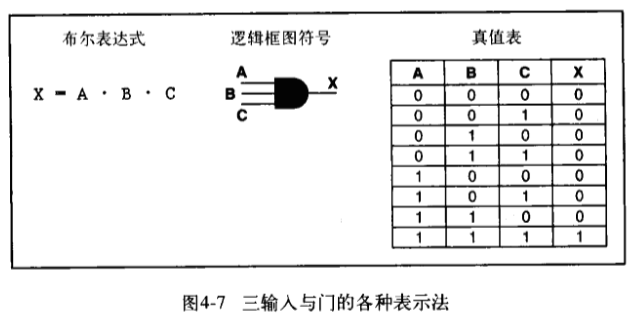 布尔表达式
逻辑框图符号
真值表
X = A · B · C
A
B
C
X
A B C X
0 0 0 0
0 0 1 0
0 1 0 0
0 1 1 0
1 0 0 0
1 0 1 0
1 1 0 0
1 1 1 1
图4-7 三输入与门的各种表示法